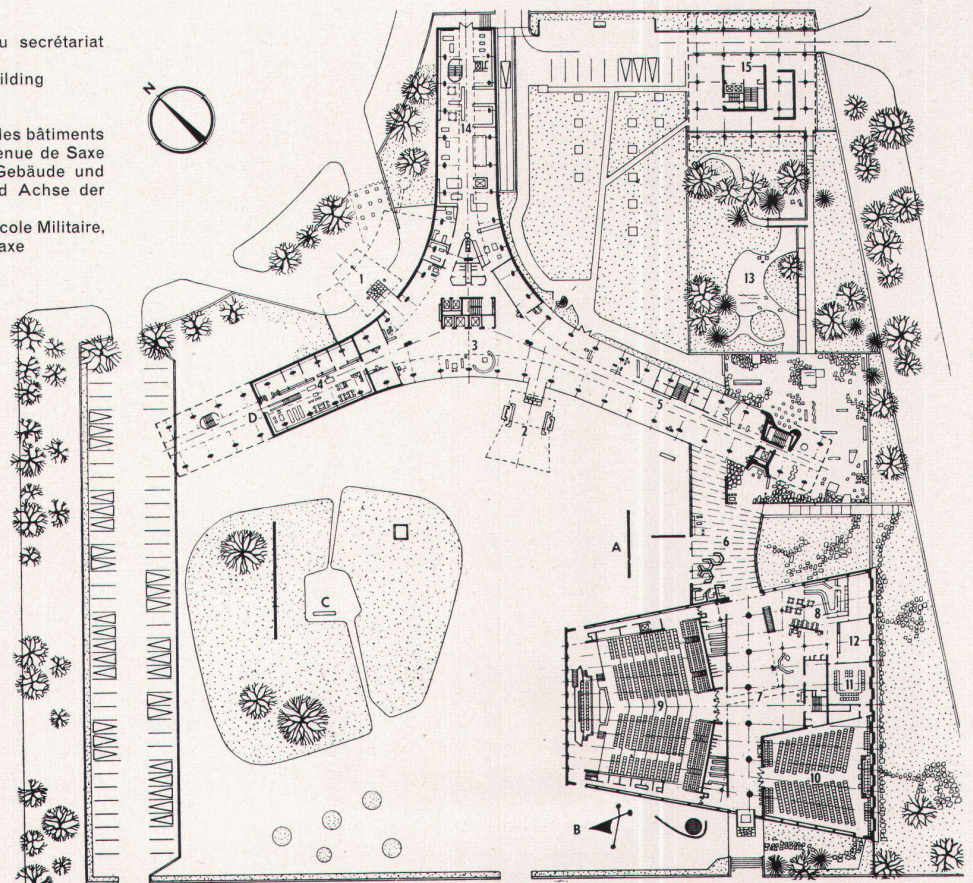 u secrétariat
ilding
N
des bâtiments
enue de Saxe
Gebäude und
d Achse der
cole Militaire,
axe
15
14
1
13
3
4
D
5
2
6
A
C
8
12
11
7
9
10
B